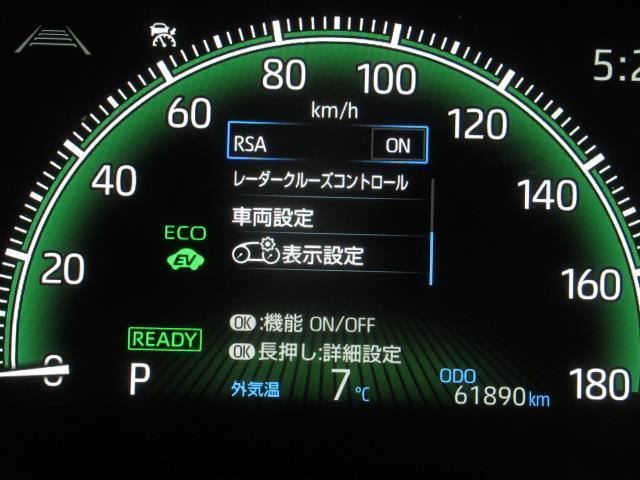 5:2
80
100
60
km/h
120
RSA ON
40
レーダークルーズコントロール
140
車両設定
ECO
表示設定
EV
20
160
OK:機能 ON/OFF
READY
OK長押し:詳細設定
0
P
外気温 7℃
ODO
61890km
180